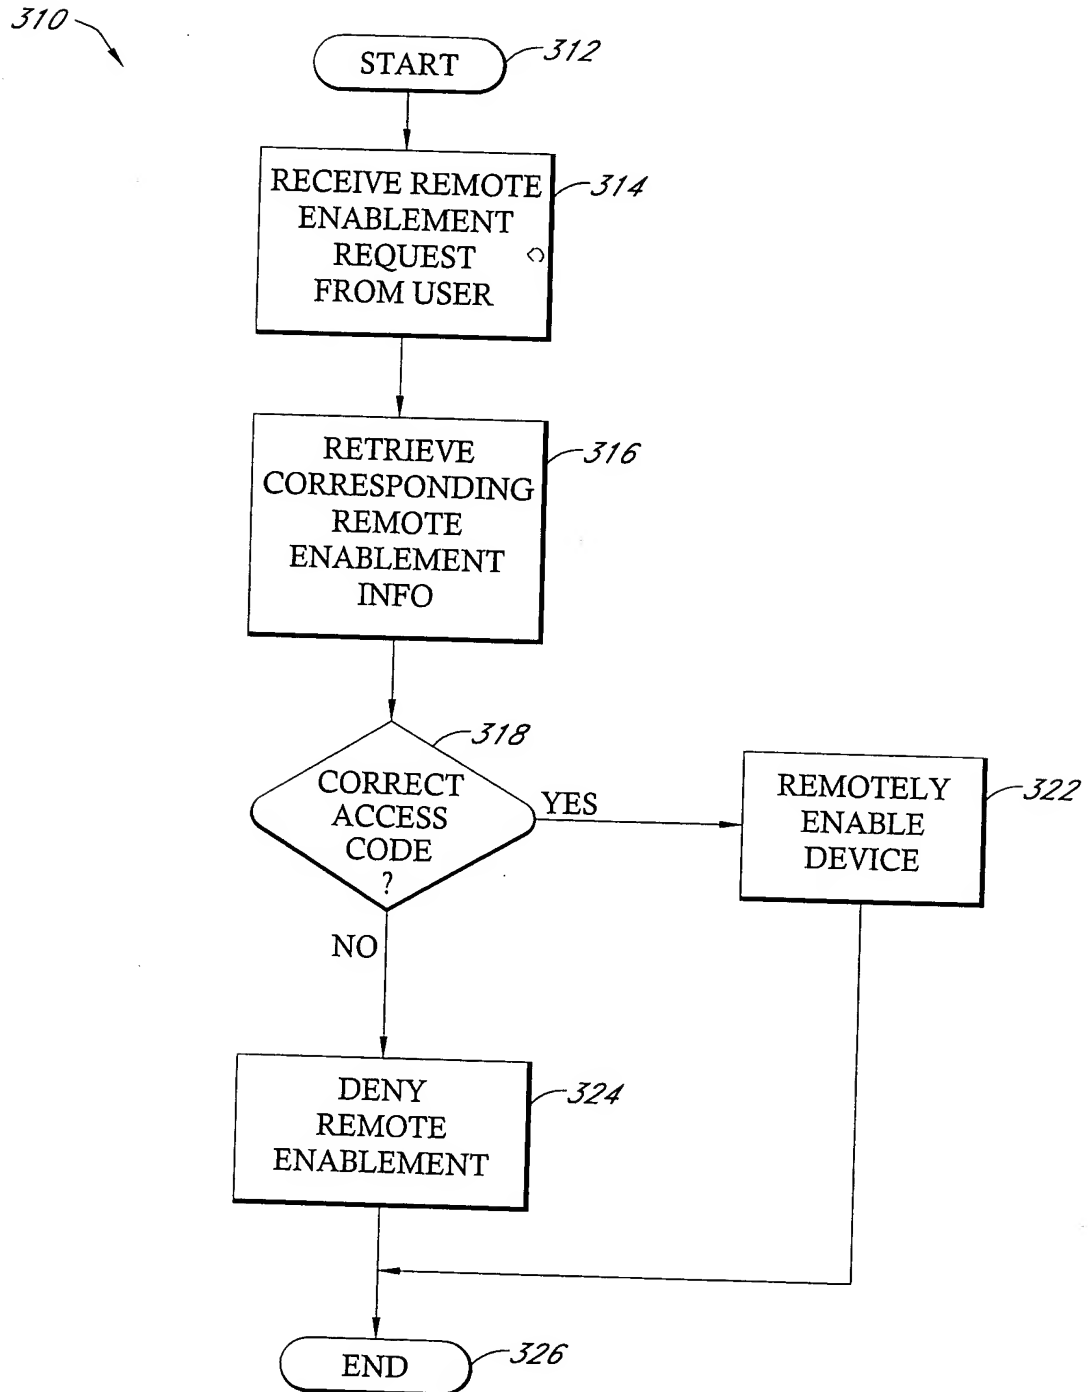 310
START
312
RECEIVE REMOTE
ENABLEMENT
REQUEST
FROM USER
314
RETRIEVE
CORRESPONDING
REMOTE
ENABLEMENT
INFO
316
CORRECT
ACCESS
CODE
?
318
YES
REMOTELY
ENABLE
DEVICE
322
NO
DENY
REMOTE
ENABLEMENT
324
END
326